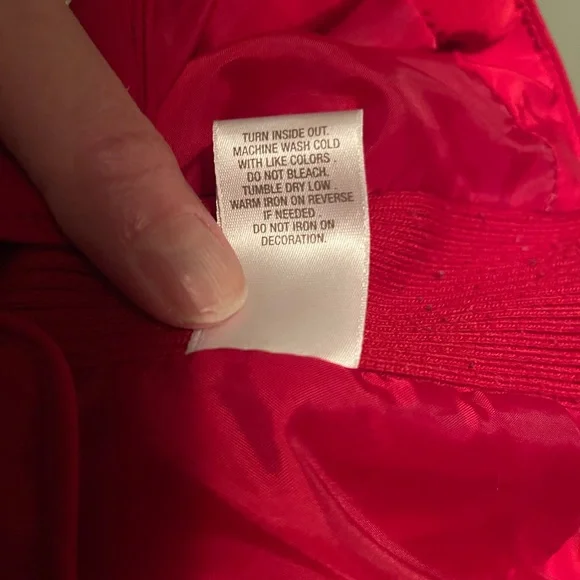 TURN INSIDE OUT.
MACHINE WASH COLD
WITH LIKE COLORS .
DO NOT BLEACH.
TUMBLE DRY LOW .
WARM IRON ON REVERSE
IF NEEDED .
DO NOT IRON ON
DECORATION.